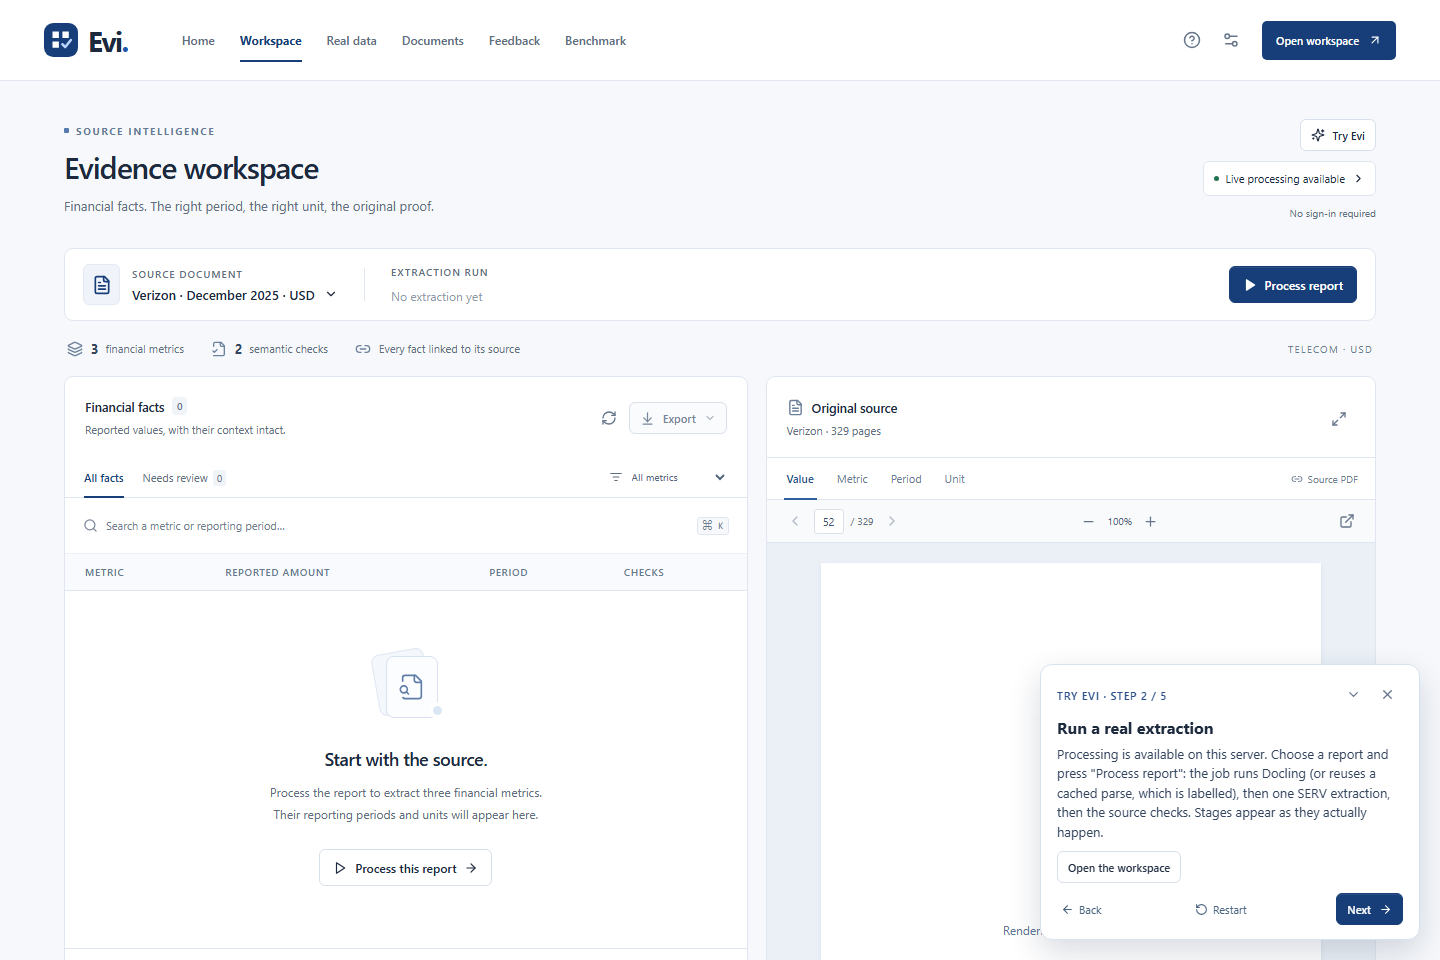 Evi.
Home
Workspace
Real data
Documents
Feedback
Benchmark
Open workspace
SOURCE INTELLIGENCE
Evidence workspace
Financial facts. The right period, the right unit, the original proof.
Try Evi
Live processing available
No sign-in required
SOURCE DOCUMENT
Verizon · December 2025 · USD
EXTRACTION RUN
No extraction yet
Process report
3 financial metrics
2 semantic checks
Every fact linked to its source
TELECOM · USD
Financial facts 0
Reported values, with their context intact.
Export
All facts
Needs review 0
All metrics
Search a metric or reporting period...
⌘ K
METRIC
REPORTED AMOUNT
PERIOD
CHECKS
Start with the source.
Process the report to extract three financial metrics.
Their reporting periods and units will appear here.
Process this report
Original source
Verizon · 329 pages
Value
Metric
Period
Unit
Source PDF
52 / 329
100%
TRY EVI · STEP 2 / 5
Run a real extraction
Processing is available on this server. Choose a report and
press "Process report": the job runs Docling (or reuses a
cached parse, which is labelled), then one SERV extraction,
then the source checks. Stages appear as they actually
happen.
Open the workspace
Back
Restart
Next